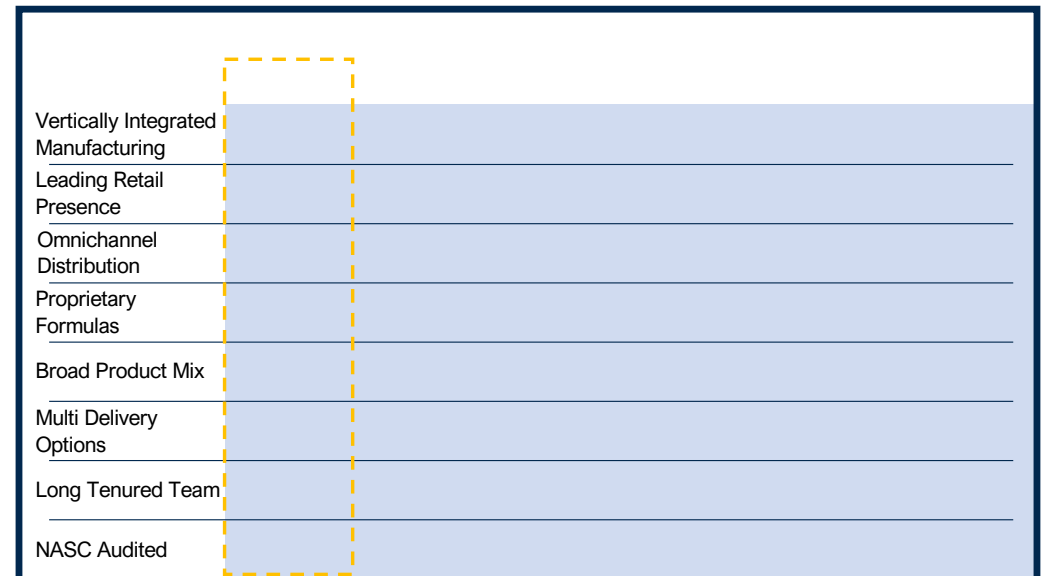 Vertically Integrated
Manufacturing
Leading Retail
Presence
Omnichannel
Distribution
Proprietary
Formulas
Broad Product Mix
Multi Delivery
Options
Long Tenured Team
NASC Audited